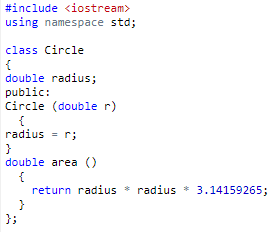 #include <iostream>
using namespace std;
class Circle
{
double radius;
public:
Circle (double r)
{
radius = r;
}
double area ()
{
return radius * radius * 3.14159265;
}
};